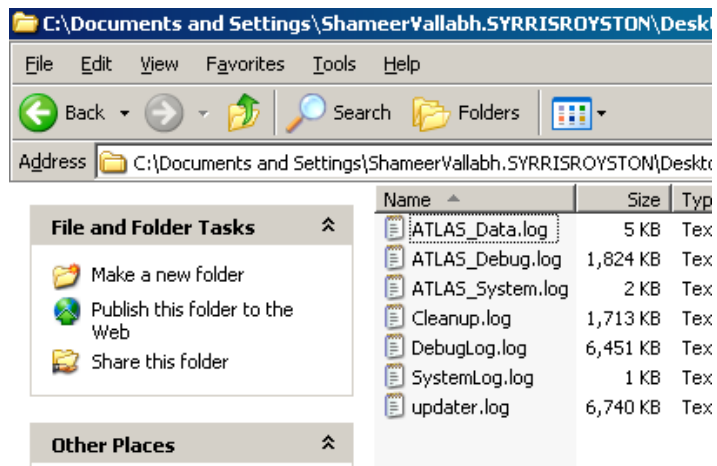 C:\Documents and Settings\ShameerVallabh.SYRRISROYSTON\Deskt
File Edit View Favorites Tools Help
Back Search Folders
Address C:\Documents and Settings\ShameerVallabh.SYRRISROYSTON\Deskto
Name Size Typ
File and Folder Tasks
Make a new folder
Publish this folder to the
Web
Share this folder
Other Places
ATLAS_Data.log 5 KB Tex
ATLAS_Debug.log 1,824 KB Tex
ATLAS_System.log 2 KB Tex
Cleanup.log 1,713 KB Tex
DebugLog.log 6,451 KB Tex
SystemLog.log 1 KB Tex
updater.log 6,740 KB Tex